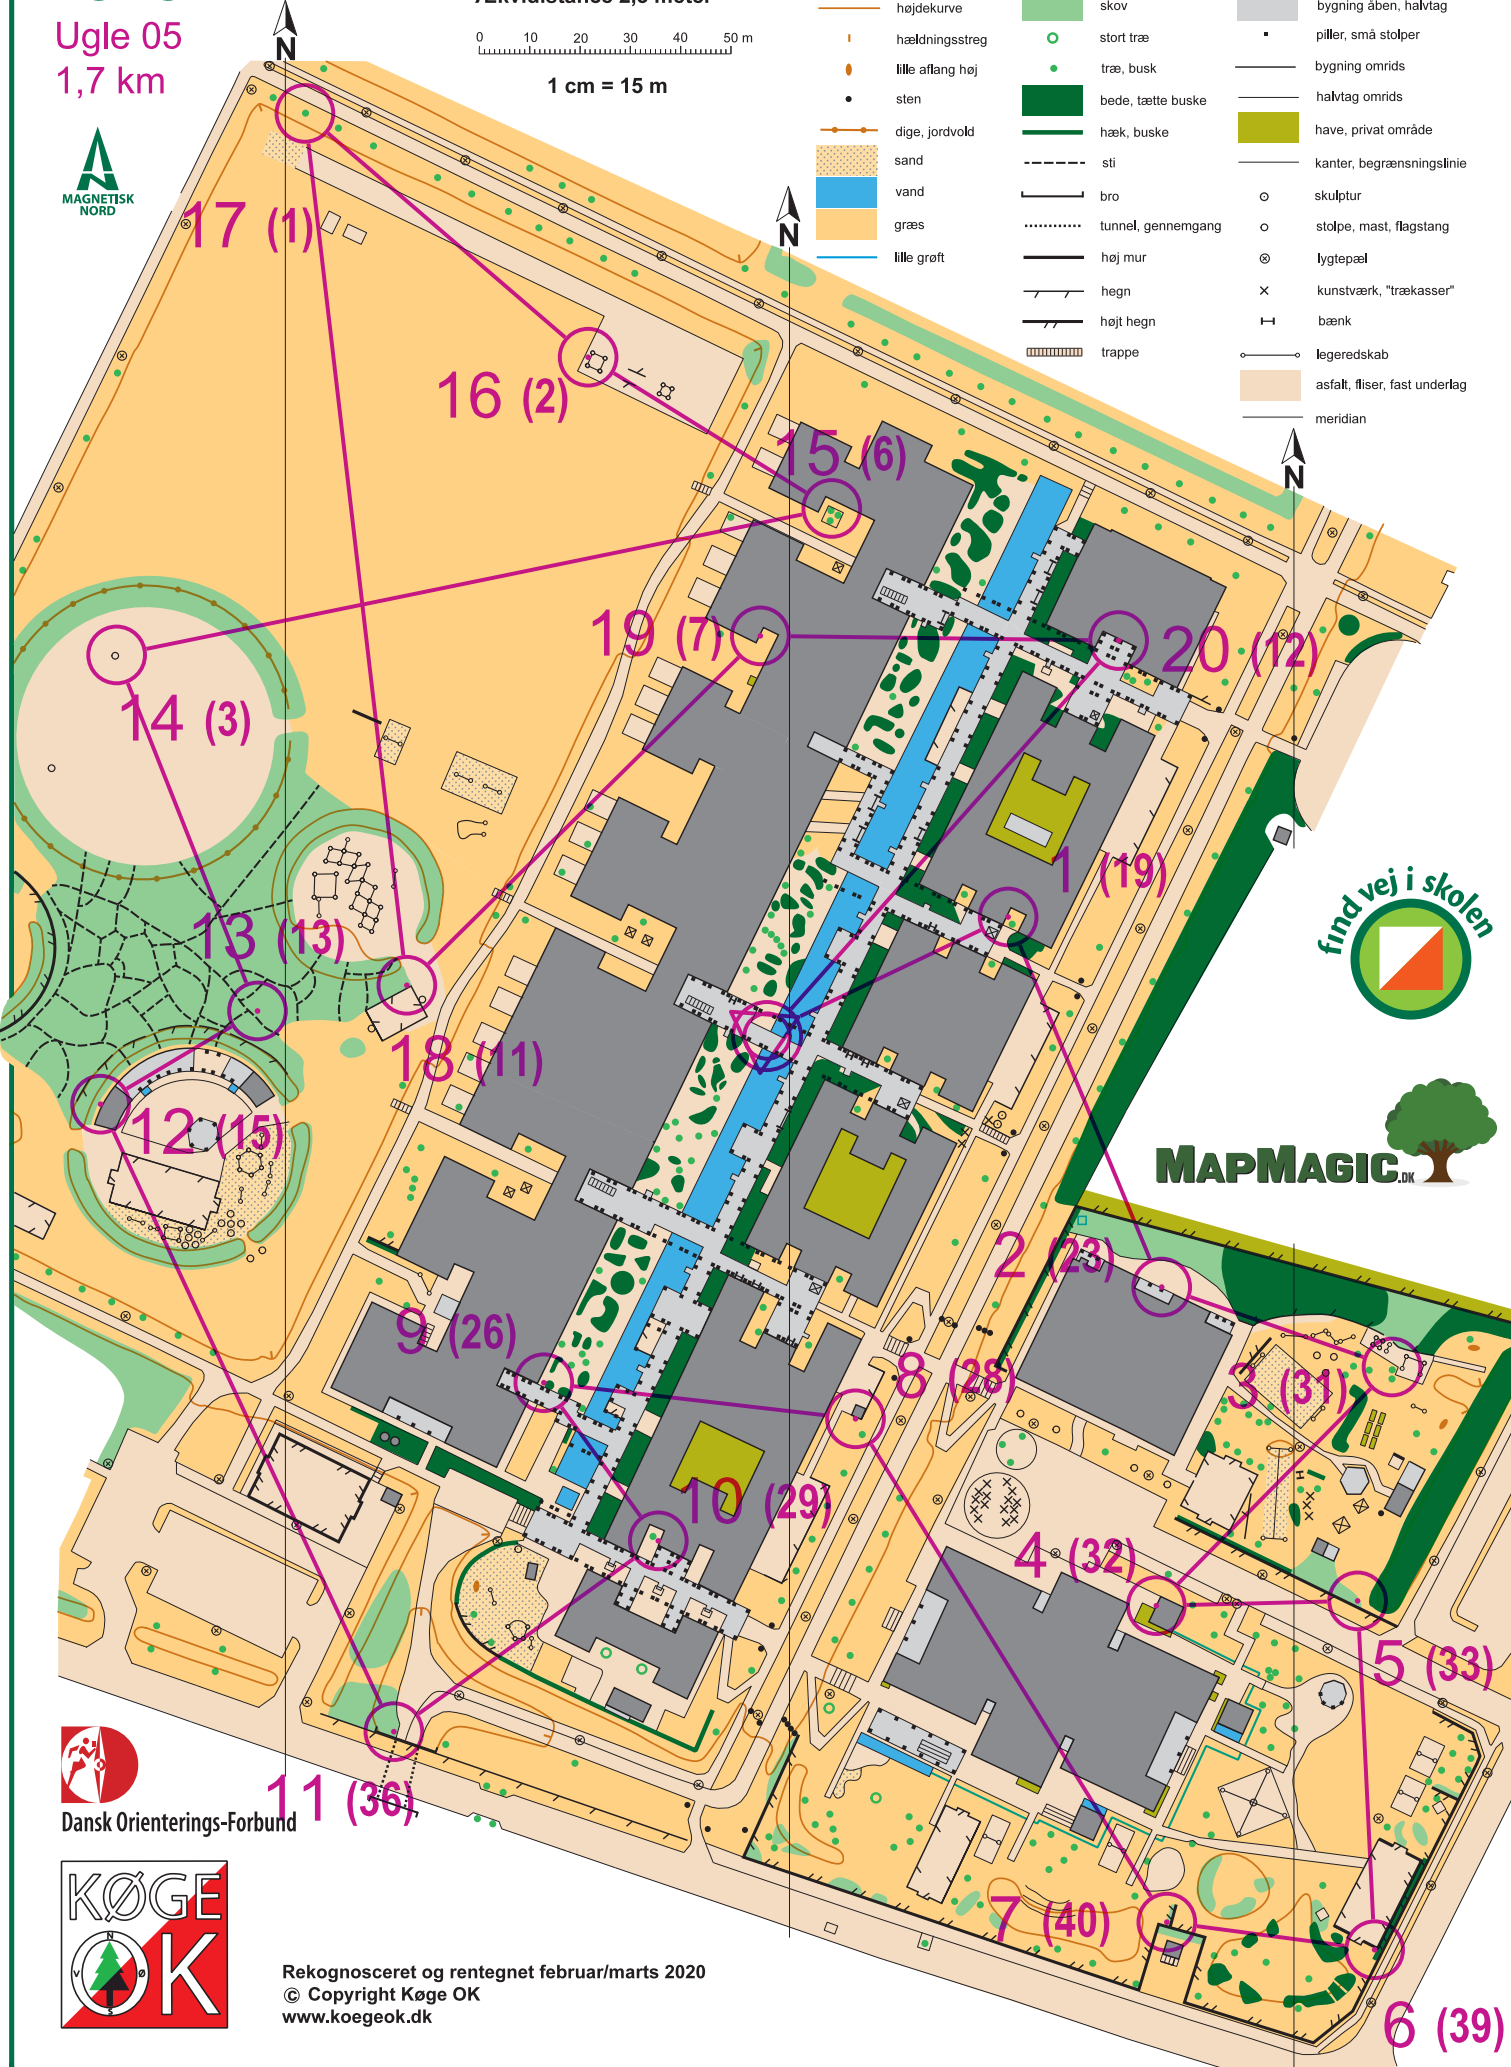 Ugle 05
1,7 km
MAGNETISK
NORD
N
0 10 20 30 40 50 m
1 cm = 15 m
højdekurve
hældningsstreg
lille aflang høj
sten
dige, jordvold
sand
vand
græs
lille grøft
skov
stort træ
træ, busk
bede, tætte buske
hæk, buske
sti
bro
tunnel, gennemgang
høj mur
hegn
højt hegn
trappe
bygning åben, halvtag
piller, små stolper
bygning omrids
halvtag omrids
have, privat område
kanter, begrænsningslinie
skulptur
stolpe, mast, flagstang
lygtepæl
kunstværk, "trækasser"
bænk
legeredskab
asfalt, fliser, fast underlag
meridian
N
N
17 (1)
16 (2)
15 (6)
19 (7)
20 (12)
14 (3)
1 (19)
13 (13)
18 (11)
12 (15)
find vej i skolen
MAPMAGIC.DK
2 (23)
9 (26)
8 (28)
3 (31)
10 (29)
4 (32)
5 (33)
11 (36)
7 (40)
6 (39)
Dansk Orienterings-Forbund
KØGE
OK
N
V Ø
S
Rekognosceret og rentegnet februar/marts 2020
© Copyright Køge OK
www.koegeok.dk